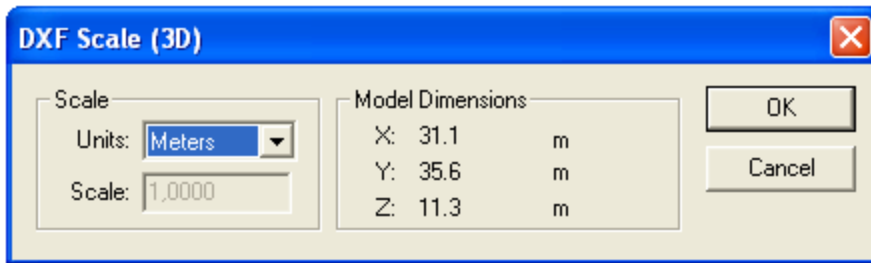 DXF Scale (3D)
Scale
Units: Meters
Scale: 1,0000
Model Dimensions
X: 31.1 m
Y: 35.6 m
Z: 11.3 m
OK
Cancel